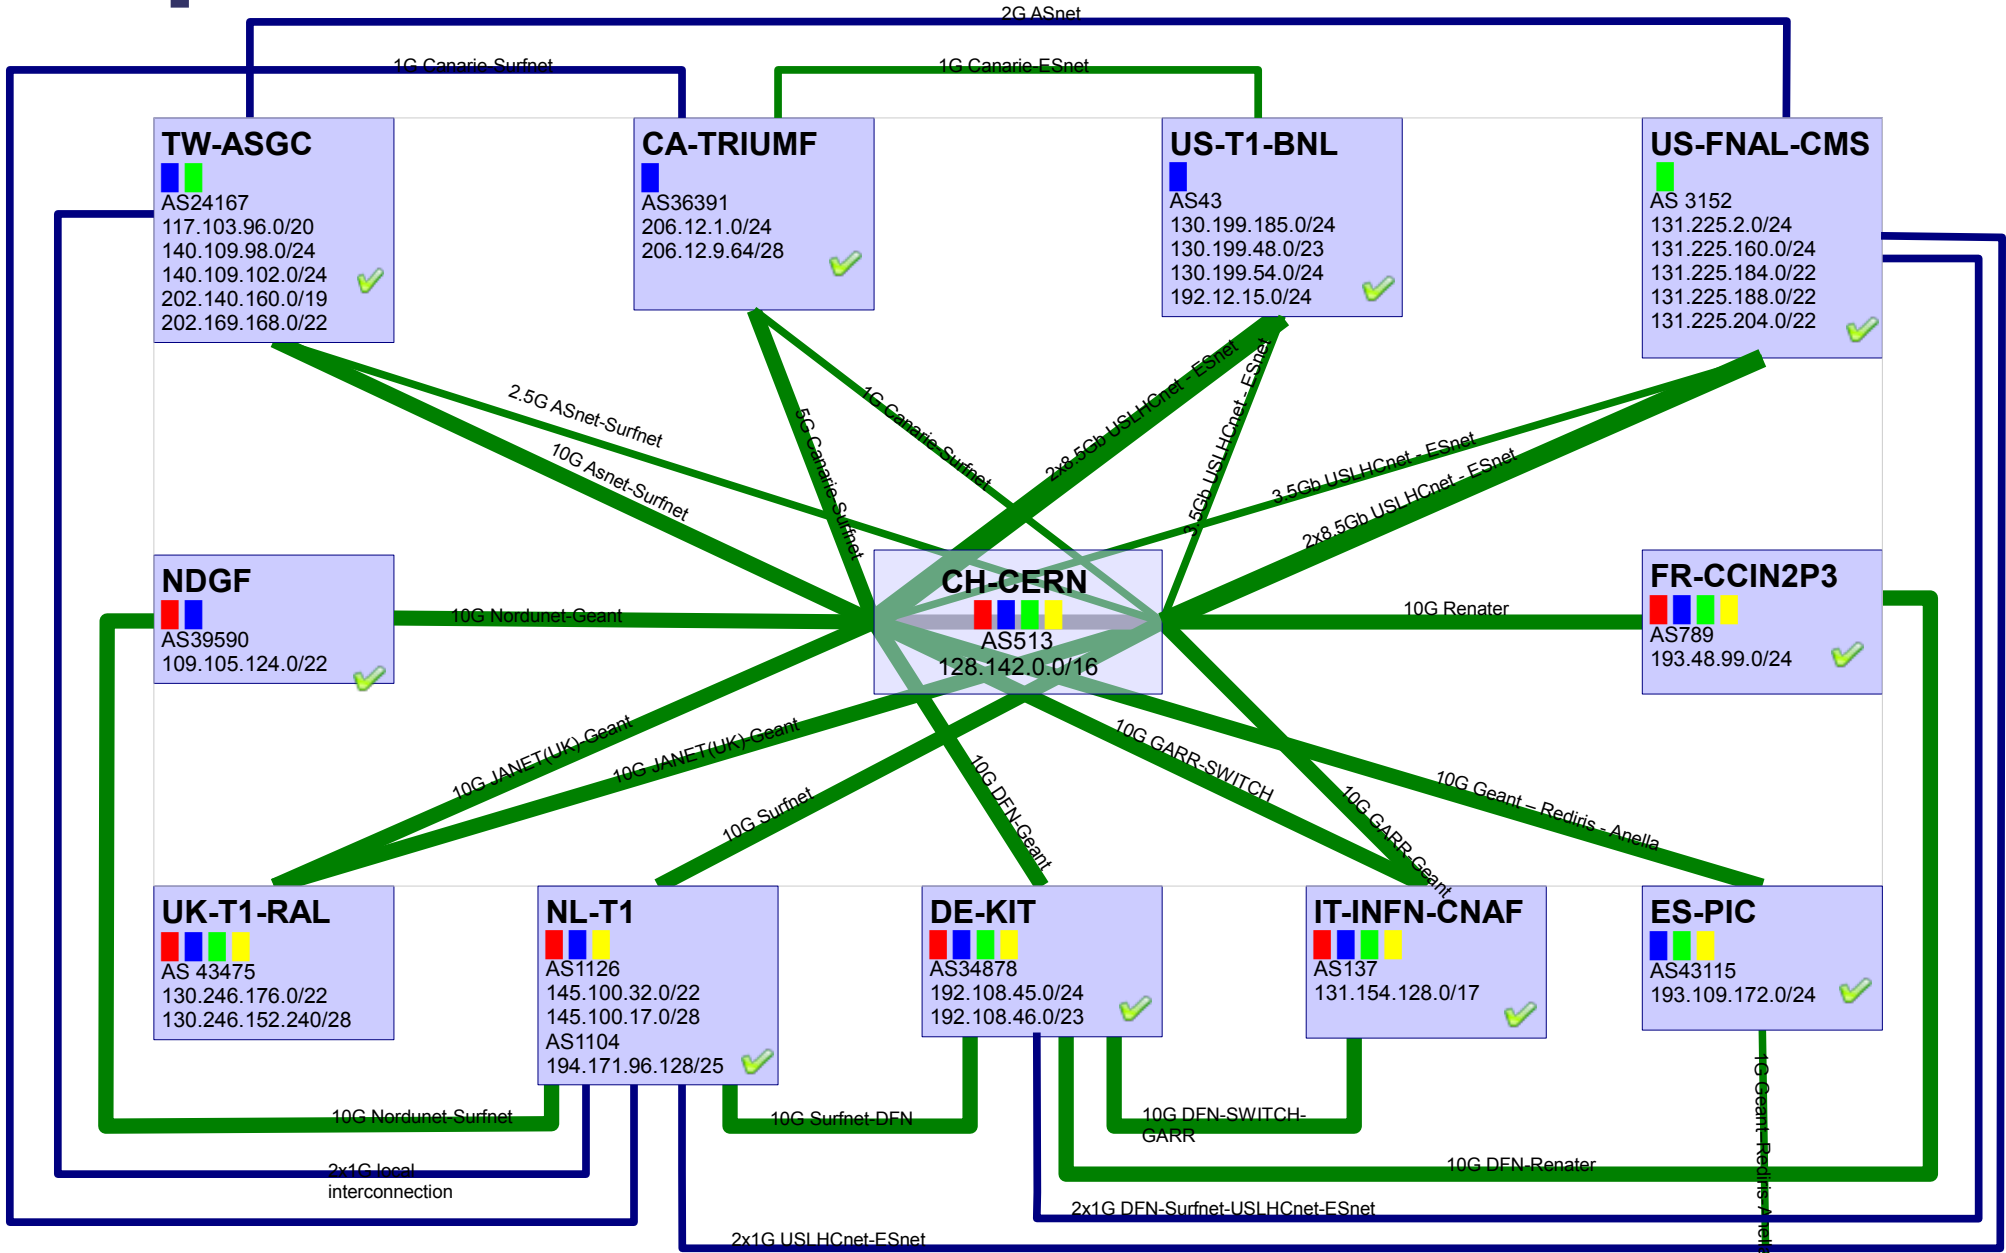 2G ASnet
1G Canarie-Surfnet
1G Canarie-ESnet
TW-ASGC
AS24167
117.103.96.0/20
140.109.98.0/24
140.109.102.0/24
202.140.160.0/19
202.169.168.0/22
CA-TRIUMF
AS36391
206.12.1.0/24
206.12.9.64/28
US-T1-BNL
AS43
130.199.185.0/24
130.199.48.0/23
130.199.54.0/24
192.12.15.0/24
US-FNAL-CMS
AS 3152
131.225.2.0/24
131.225.160.0/24
131.225.184.0/22
131.225.188.0/22
131.225.204.0/22
2.5G ASnet-Surfnet
10G Asnet-Surfnet
5G Canarie-Surfnet
1G Canarie-Surfnet
2x8.5Gb USLHCnet - ESnet
3.5Gb USLHCnet - ESnet
3.5Gb USLHCnet - ESnet
2x8.5Gb USLHCnet - ESnet
NDGF
AS39590
109.105.124.0/22
10G Nordunet-Geant
CH-CERN
AS513
128.142.0.0/16
10G Renater
FR-CCIN2P3
AS789
193.48.99.0/24
10G JANET(UK)-Geant
10G JANET(UK)-Geant
10G Surfnet
10G DFN-Geant
10G GARR-SWITCH
10G GARR-Geant
10G Geant – Rediris - Anella
UK-T1-RAL
AS 43475
130.246.176.0/22
130.246.152.240/28
NL-T1
AS1126
145.100.32.0/22
145.100.17.0/28
AS1104
194.171.96.128/25
DE-KIT
AS34878
192.108.45.0/24
192.108.46.0/23
IT-INFN-CNAF
AS137
131.154.128.0/17
ES-PIC
AS43115
193.109.172.0/24
10G Nordunet-Surfnet
10G Surfnet-DFN
10G DFN-SWITCH-
GARR
1G Geant-Rediris-Anella
2x1G local
interconnection
10G DFN-Renater
2x1G DFN-Surfnet-USLHCnet-ESnet
2x1G USLHCnet-ESnet